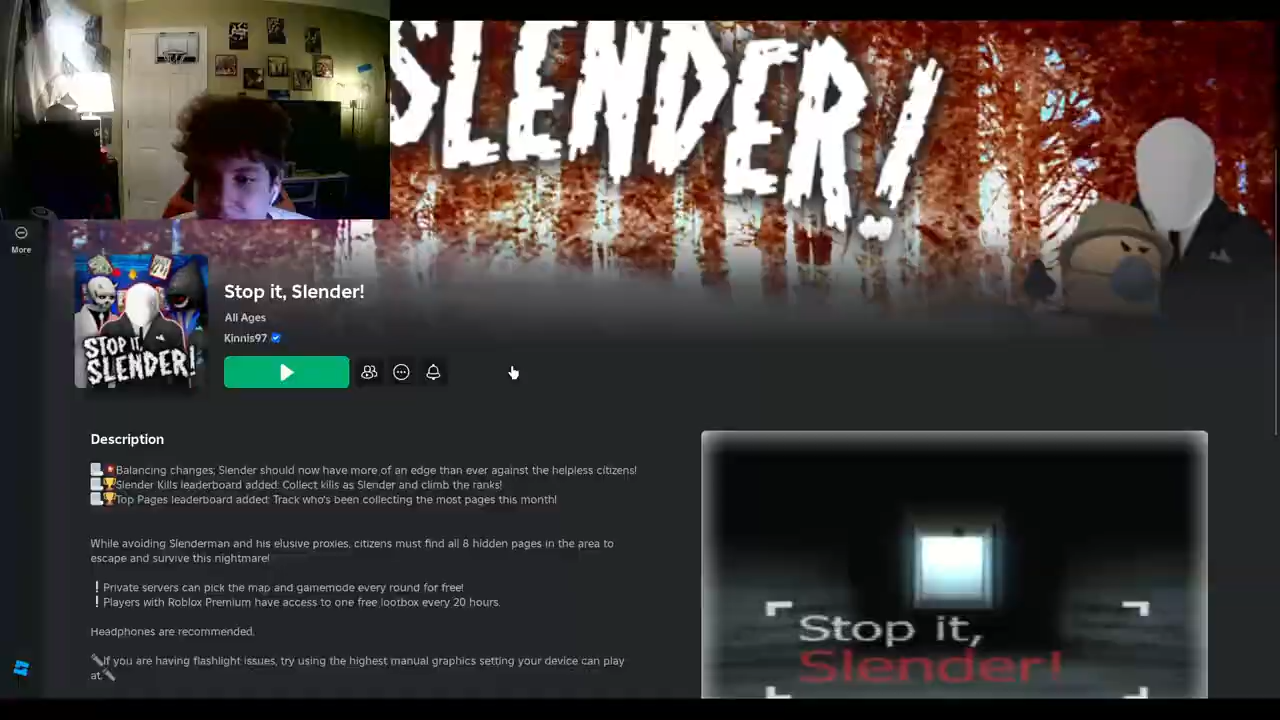 SLENDER!
More
STOP IT,
SLENDER!
Stop it, Slender!
All Ages
Kinnis97
Description
Balancing changes; Slender should now have more of an edge than ever against the helpless citizens!
Slender Kills leaderboard added: Collect kills as Slender and climb the ranks!
Top Pages leaderboard added: Track who's been collecting the most pages this month!
While avoiding Slenderman and his elusive proxies, citizens must find all 8 hidden pages in the area to
escape and survive this nightmare!
❗Private servers can pick the map and gamemode every round for free!
❗Players with Roblox Premium have access to one free lootbox every 20 hours.
Headphones are recommended.
If you are having flashlight issues, try using the highest manual graphics setting your device can play
at.
Stop it,
Slender!